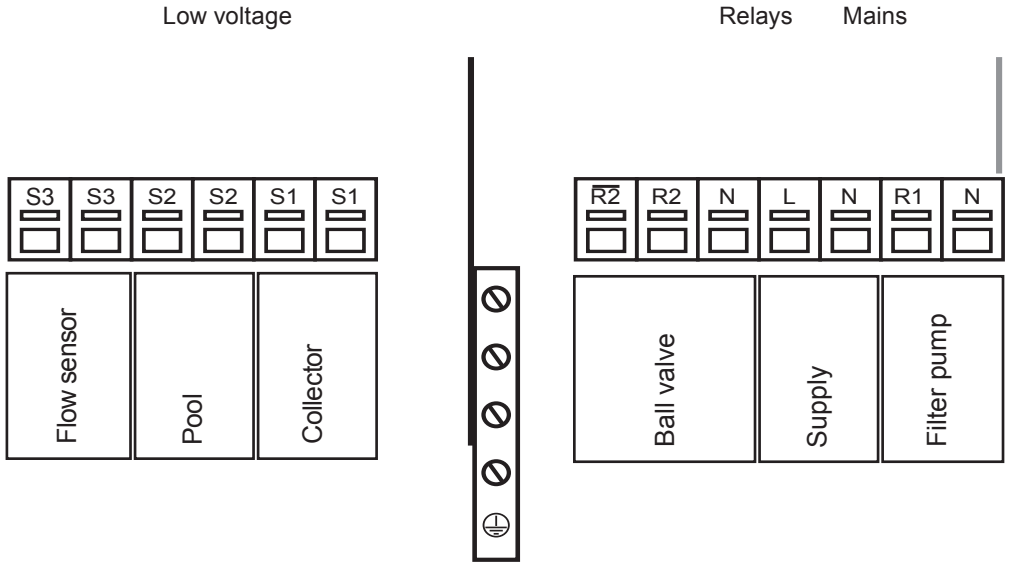 Low voltage Relays Mains
S3 S3 S2 S2 S1 S1 R̅2̅ R2 N L N R1 N
Flow sensor Pool Collector Ball valve Supply Filter pump